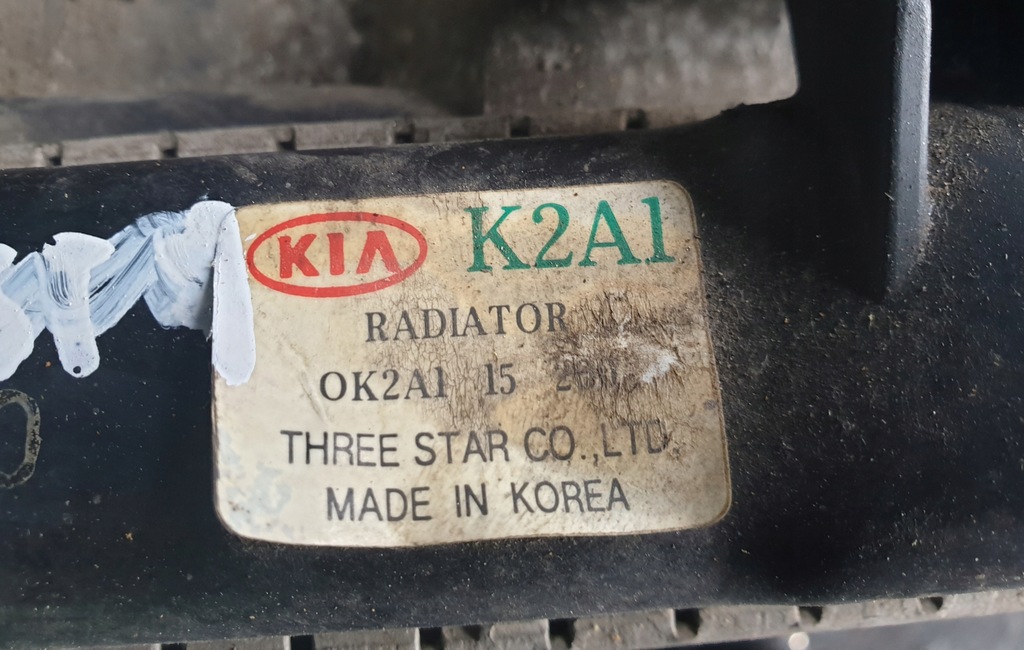 KIA K2A1
RADIATOR
OK2A1 15
THREE STAR CO.,LTD
MADE IN KOREA